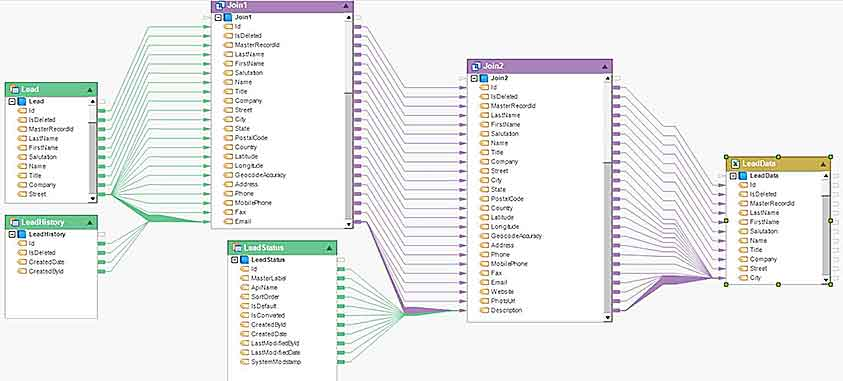 Lead
Lead
Id
IsDeleted
MasterRecordId
LastName
FirstName
Salutation
Name
Title
Company
Street
LeadHistory
LeadHistory
Id
IsDeleted
CreatedDate
CreatedById
Join1
Join1
Id
IsDeleted
MasterRecordId
LastName
FirstName
Salutation
Name
Title
Company
Street
City
State
PostalCode
Country
Latitude
Longitude
GeocodeAccuracy
Address
Phone
MobilePhone
Fax
Email
LeadStatus
LeadStatus
Id
MasterLabel
ApiName
SortOrder
IsDefault
IsConverted
CreatedById
CreatedDate
LastModifiedById
LastModifiedDate
SystemModstamp
Join2
Join2
Id
IsDeleted
MasterRecordId
LastName
FirstName
Salutation
Name
Title
Company
Street
City
State
PostalCode
Country
Latitude
Longitude
GeocodeAccuracy
Address
Phone
MobilePhone
Fax
Email
Website
PhotoUrl
Description
LeadData
LeadData
Id
IsDeleted
MasterRecordId
LastName
FirstName
Salutation
Name
Title
Company
Street
City